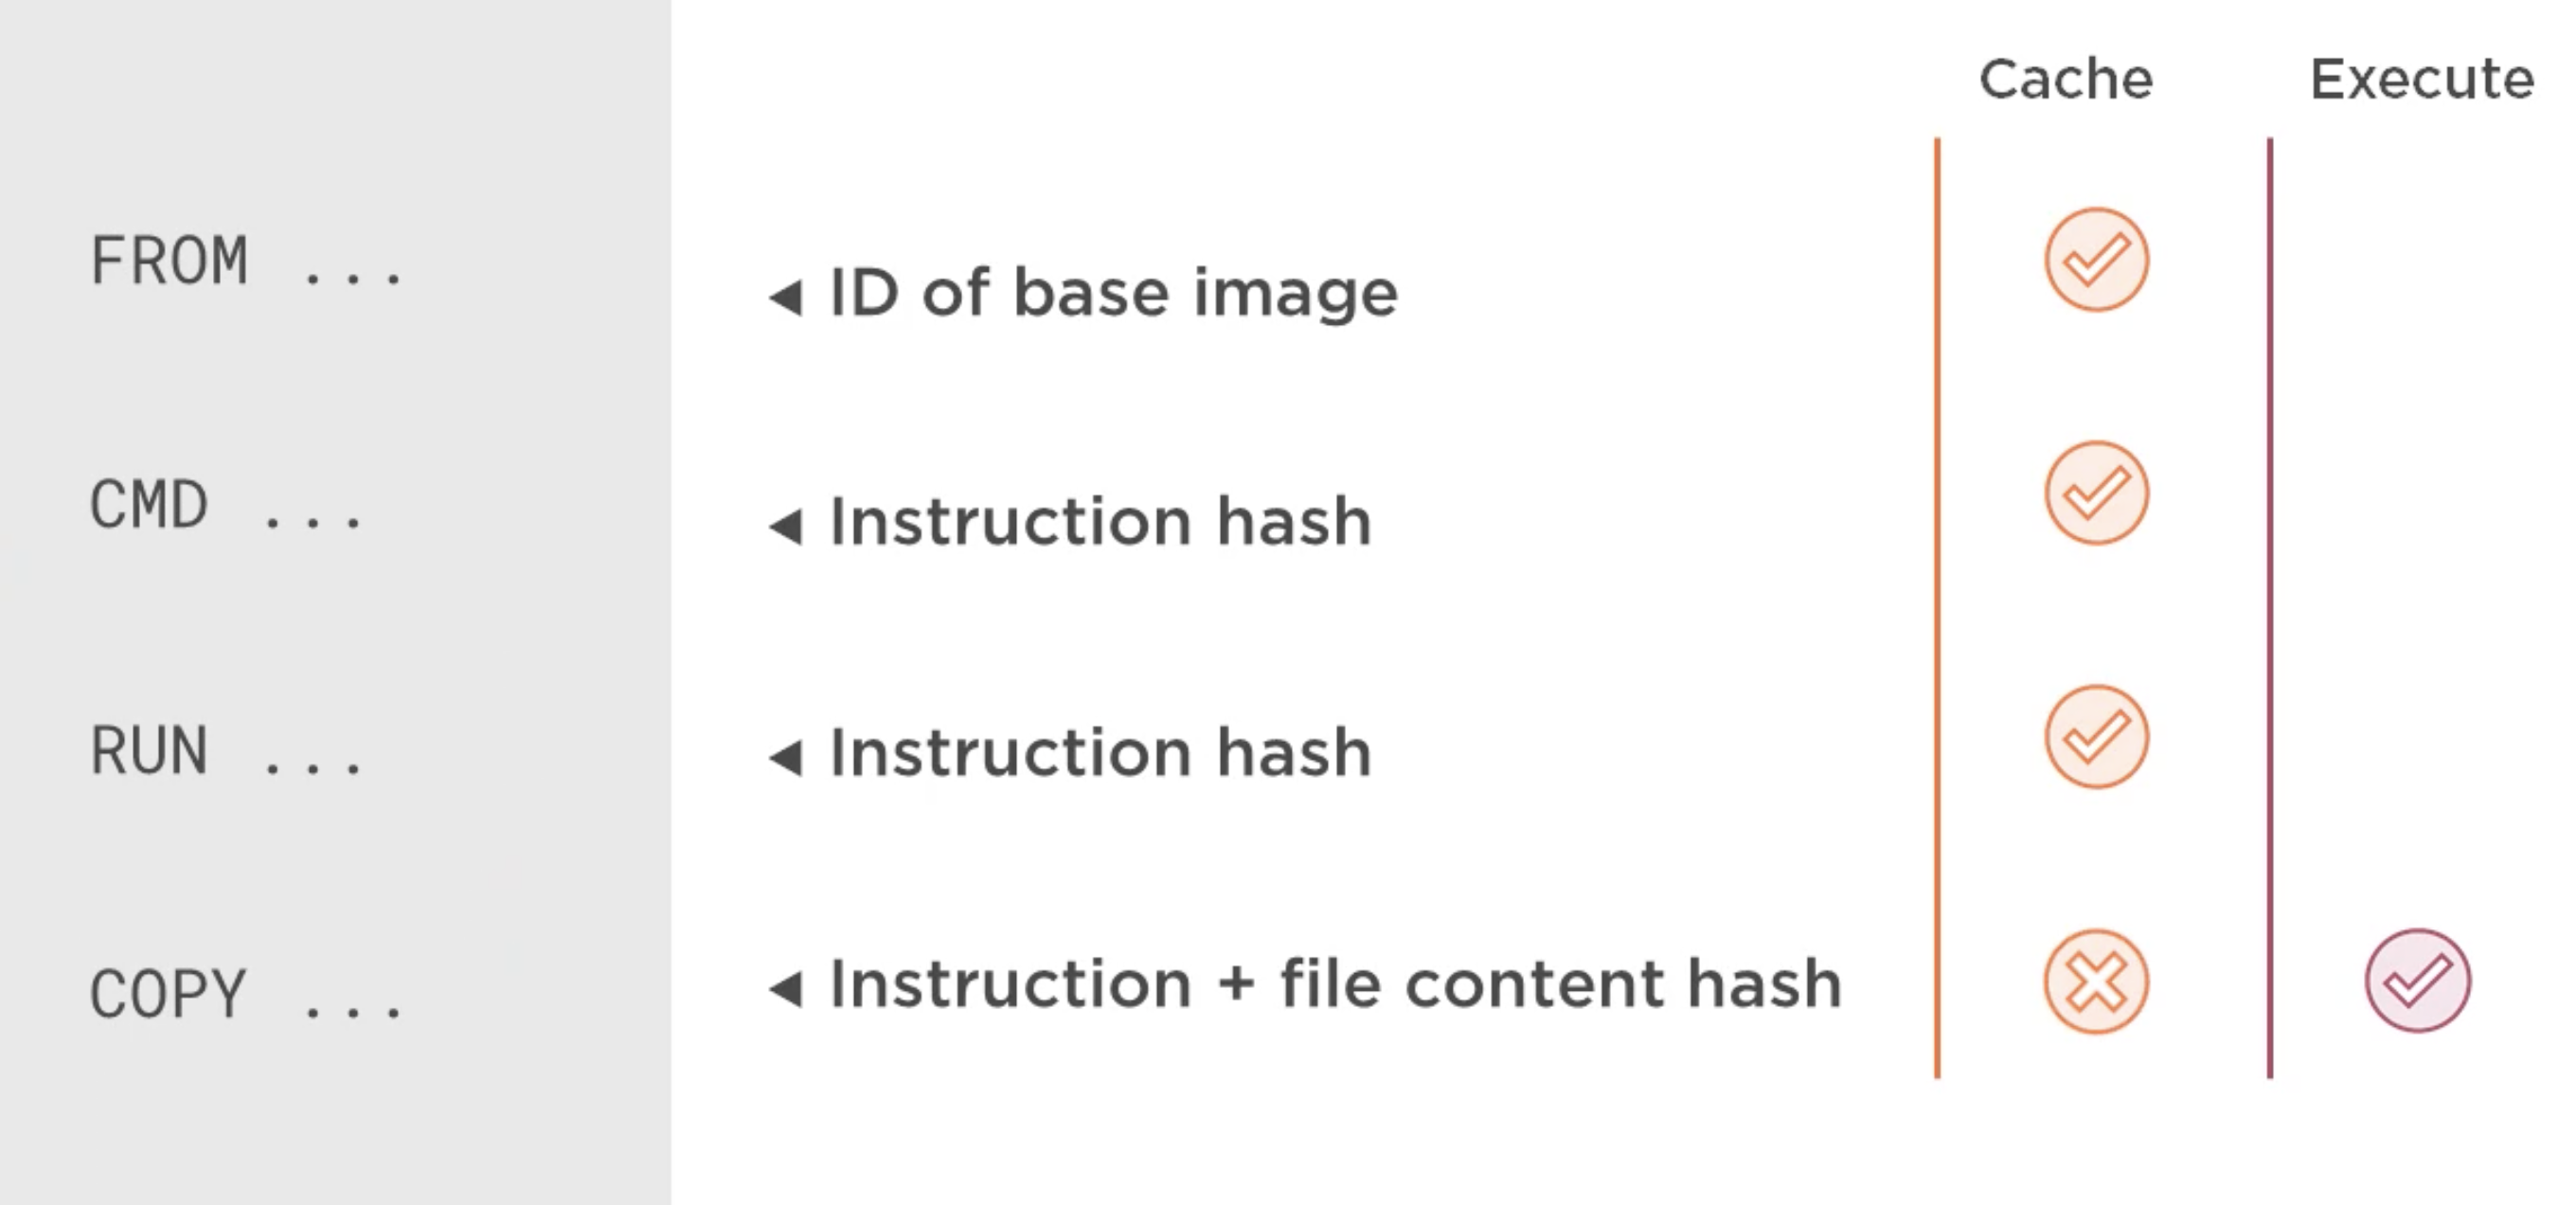 Cache Execute
FROM ...
◀ ID of base image
CMD ...
◀ Instruction hash
RUN ...
◀ Instruction hash
COPY ...
◀ Instruction + file content hash